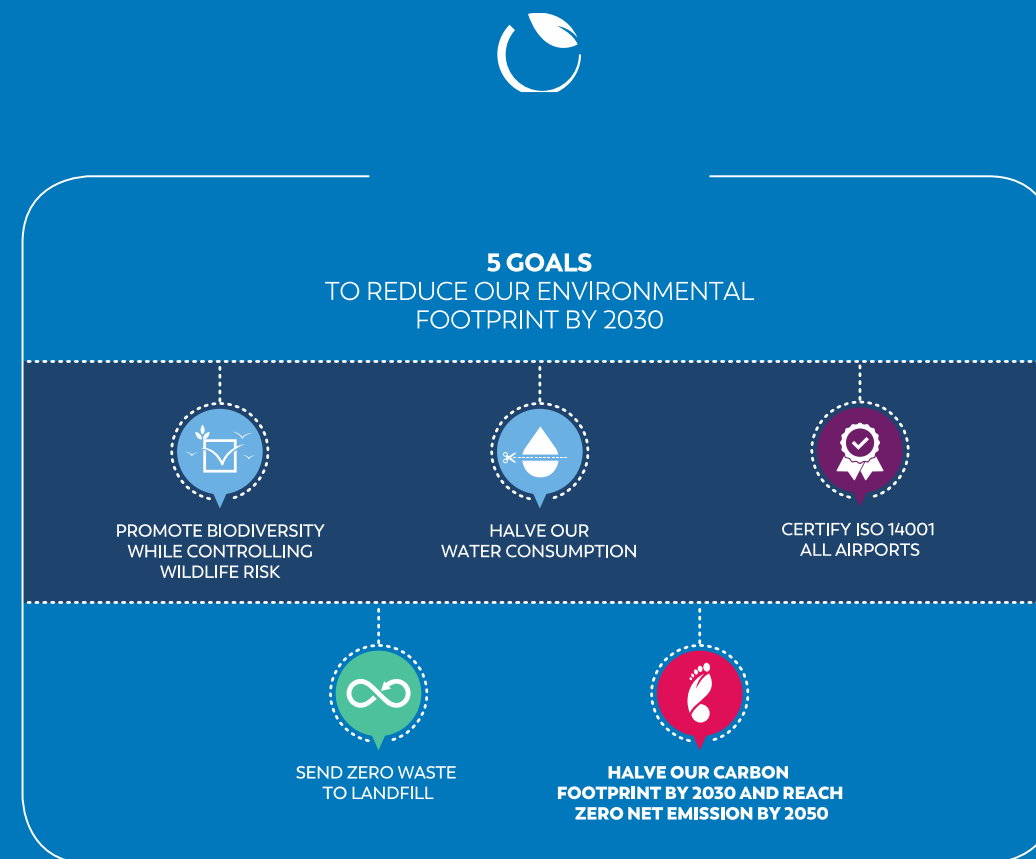 5 GOALS
TO REDUCE OUR ENVIRONMENTAL
FOOTPRINT BY 2030
PROMOTE BIODIVERSITY
WHILE CONTROLLING
WILDLIFE RISK
HALVE OUR
WATER CONSUMPTION
CERTIFY ISO 14001
ALL AIRPORTS
SEND ZERO WASTE
TO LANDFILL
HALVE OUR CARBON
FOOTPRINT BY 2030 AND REACH
ZERO NET EMISSION BY 2050